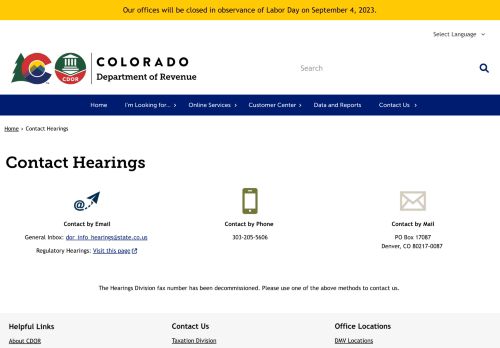 Our offices will be closed in observance of Labor Day on September 4, 2023.
Select Language
CDOR
COLORADO
Department of Revenue
Search
Home
I'm Looking for...
Online Services
Customer Center
Data and Reports
Contact Us
Home › Contact Hearings
Contact Hearings
Contact by Email
General Inbox: dor_info_hearings@state.co.us
Regulatory Hearings: Visit this page
Contact by Phone
303-205-5606
Contact by Mail
PO Box 17087
Denver, CO 80217-0087
The Hearings Division fax number has been decommissioned. Please use one of the above methods to contact us.
Helpful Links
About CDOR
Contact Us
Taxation Division
Office Locations
DMV Locations